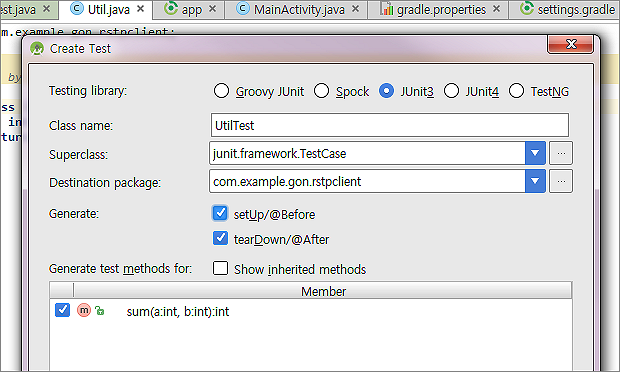 est.java Util.java app MainActivity.java gradle.properties settings.gradle
m.example.gon.rstpclient;
Create Test
by
Testing library: Groovy JUnit Spock JUnit3 JUnit4 TestNG
ss
Class name: UtilTest
in
tur
Superclass: junit.framework.TestCase ...
Destination package: com.example.gon.rstpclient ...
Generate: setUp/@Before
tearDown/@After
Generate test methods for: Show inherited methods
Member
m sum(a:int, b:int):int